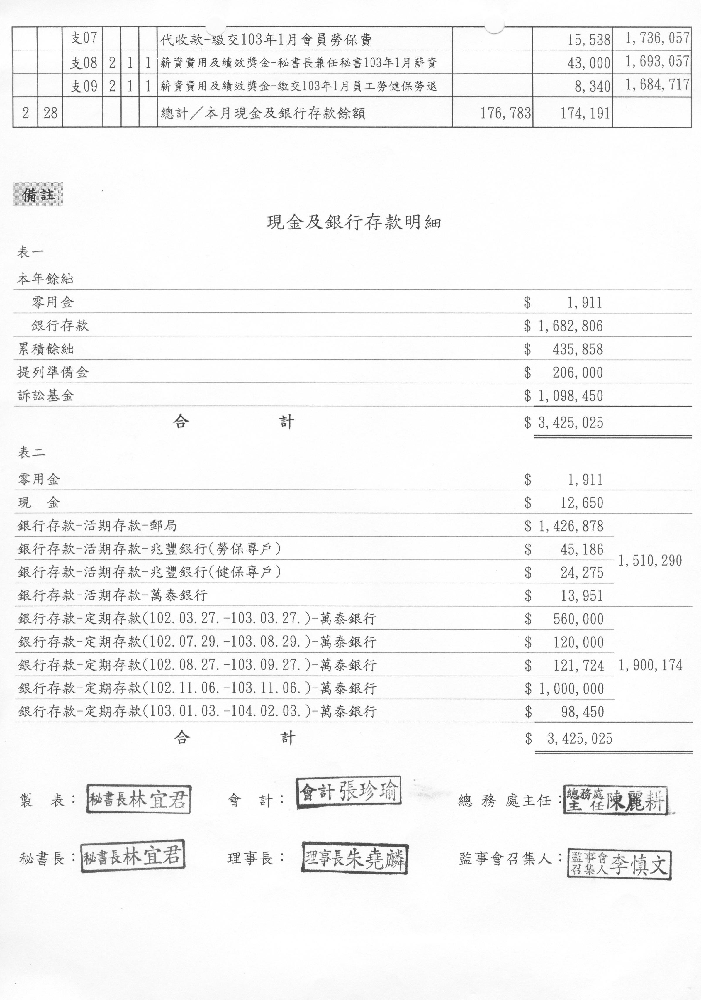 支07 代收款-繳交103年1月會員勞保費 15,538 1,736,057
支08 2 1 1 薪資費用及績效獎金-秘書長兼任秘書103年1月薪資 43,000 1,693,057
支09 2 1 1 薪資費用及績效獎金-繳交103年1月員工勞健保勞退 8,340 1,684,717
2 28 總計／本月現金及銀行存款餘額 176,783 174,191
備註
現金及銀行存款明細
表一
本年餘絀
零用金 $ 1,911
銀行存款 $ 1,682,806
累積餘絀 $ 435,858
提列準備金 $ 206,000
訴訟基金 $ 1,098,450
合 計 $ 3,425,025
表二
零用金 $ 1,911
現 金 $ 12,650
銀行存款-活期存款-郵局 $ 1,426,878
銀行存款-活期存款-兆豐銀行(勞保專戶) $ 45,186
1,510,290
銀行存款-活期存款-兆豐銀行(健保專戶) $ 24,275
銀行存款-活期存款-萬泰銀行 $ 13,951
銀行存款-定期存款(102.03.27.-103.03.27.)-萬泰銀行 $ 560,000
銀行存款-定期存款(102.07.29.-103.08.29.)-萬泰銀行 $ 120,000
銀行存款-定期存款(102.08.27.-103.09.27.)-萬泰銀行 $ 121,724 1,900,174
銀行存款-定期存款(102.11.06.-103.11.06.)-萬泰銀行 $ 1,000,000
銀行存款-定期存款(103.01.03.-104.02.03.)-萬泰銀行 $ 98,450
合 計 $ 3,425,025
製 表：秘書長林宜君 會 計：會計張珍瑜 總務處主任：總務處主任陳麗耕
秘書長：秘書長林宜君 理事長：理事長朱堯麟 監事會召集人：監事會召集人李慎文